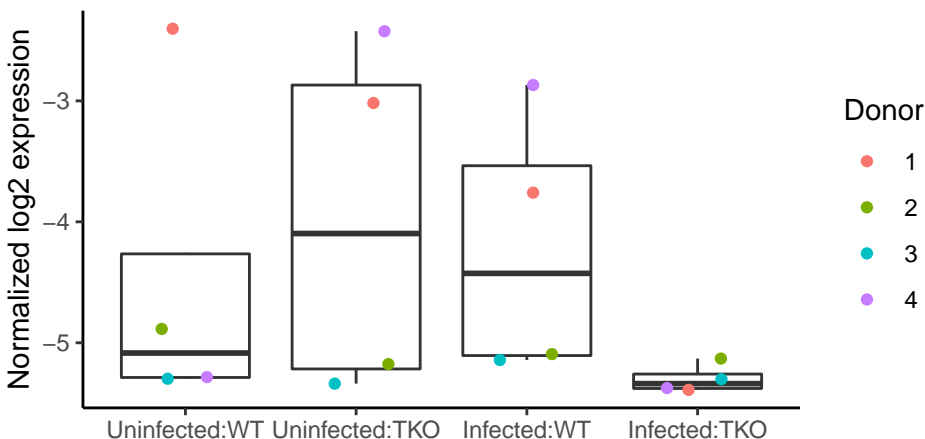 Normalized log2 expression
−3
−4
−5
Uninfected:WT
Uninfected:TKO
Infected:WT
Infected:TKO
Donor
1
2
3
4